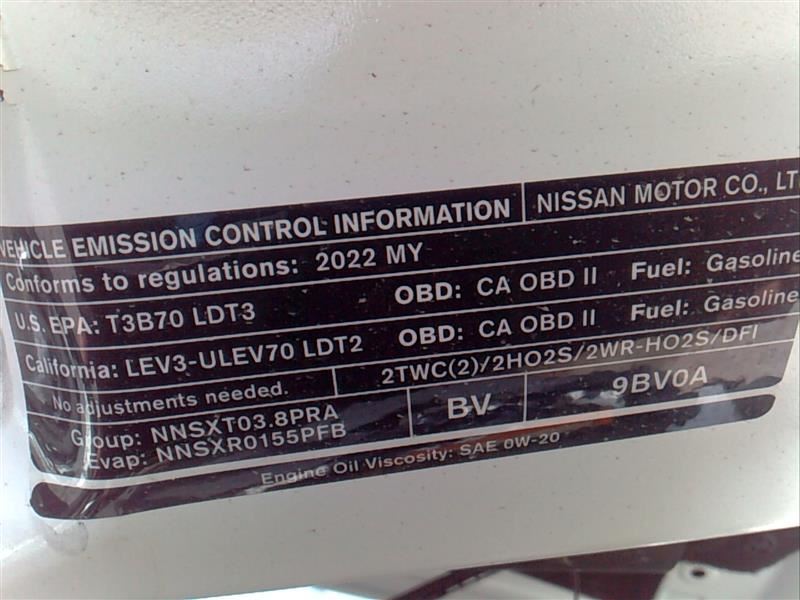 VEHICLE EMISSION CONTROL INFORMATION NISSAN MOTOR CO., LT
Conforms to regulations: 2022 MY
U.S. EPA: T3B70 LDT3 OBD: CA OBD II Fuel: Gasoline
California: LEV3-ULEV70 LDT2 OBD: CA OBD II Fuel: Gasoline
No adjustments needed. 2TWC(2)/2HO2S/2WR-HO2S/DFI
Group: NNSXT03.8PRA BV 9BV0A
Evap: NNSXR0155PFB
Engine Oil Viscosity: SAE 0W-20